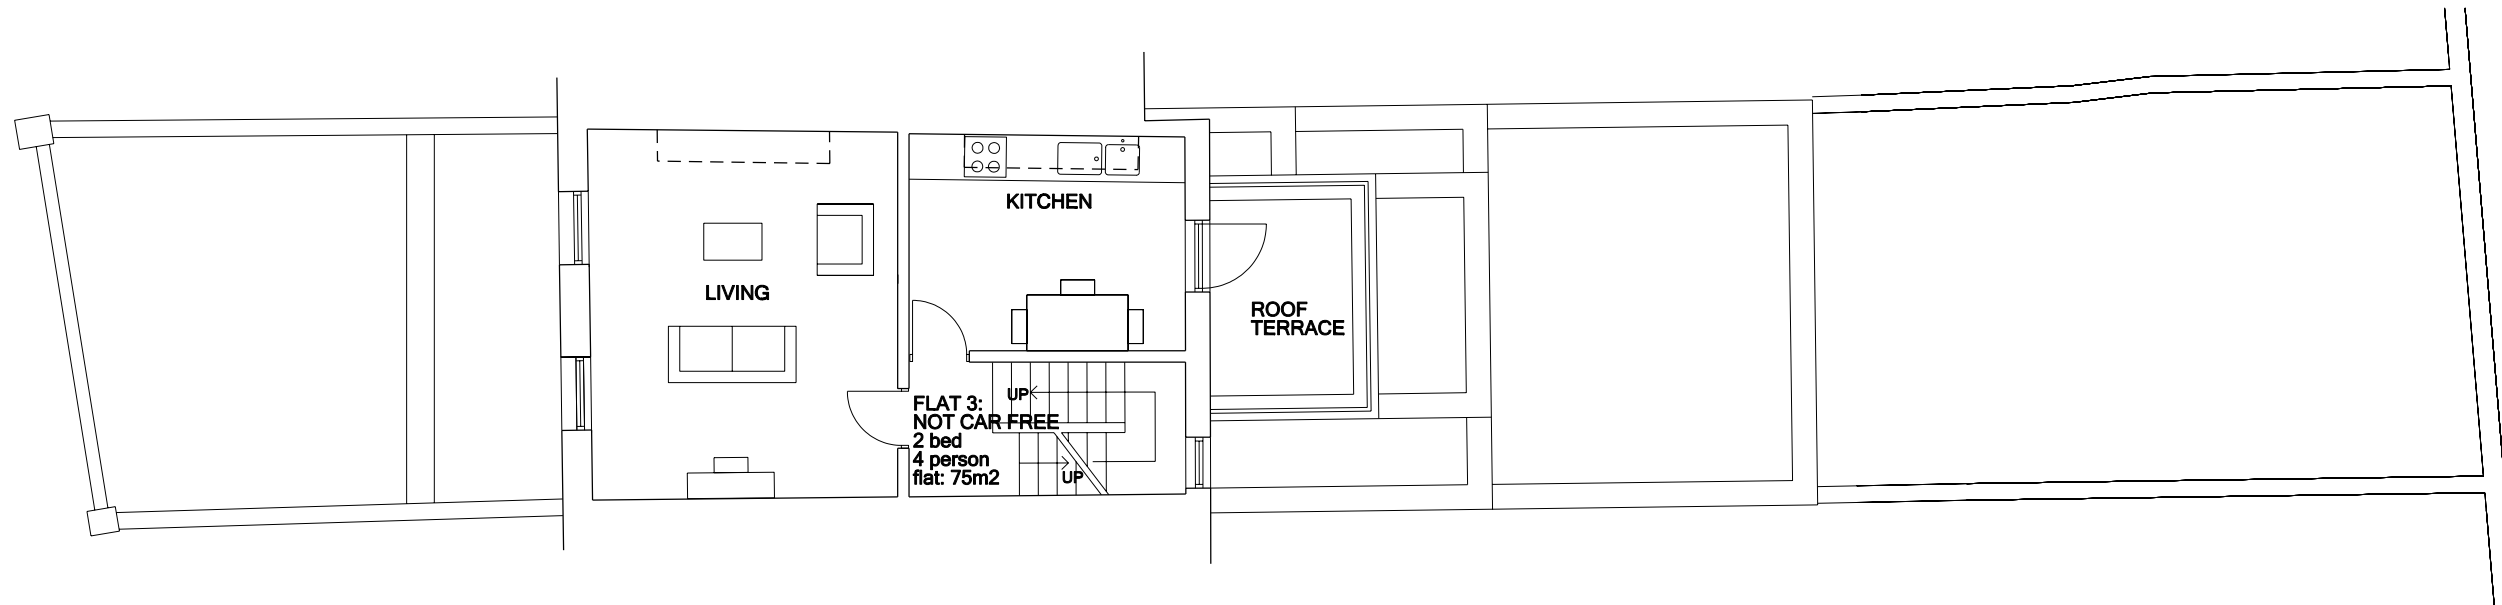 KITCHEN
LIVING
ROOF
TERRACE
UP
FLAT 3:
NOT CAR FREE
2 bed
4 person
flat: 75m2
UP